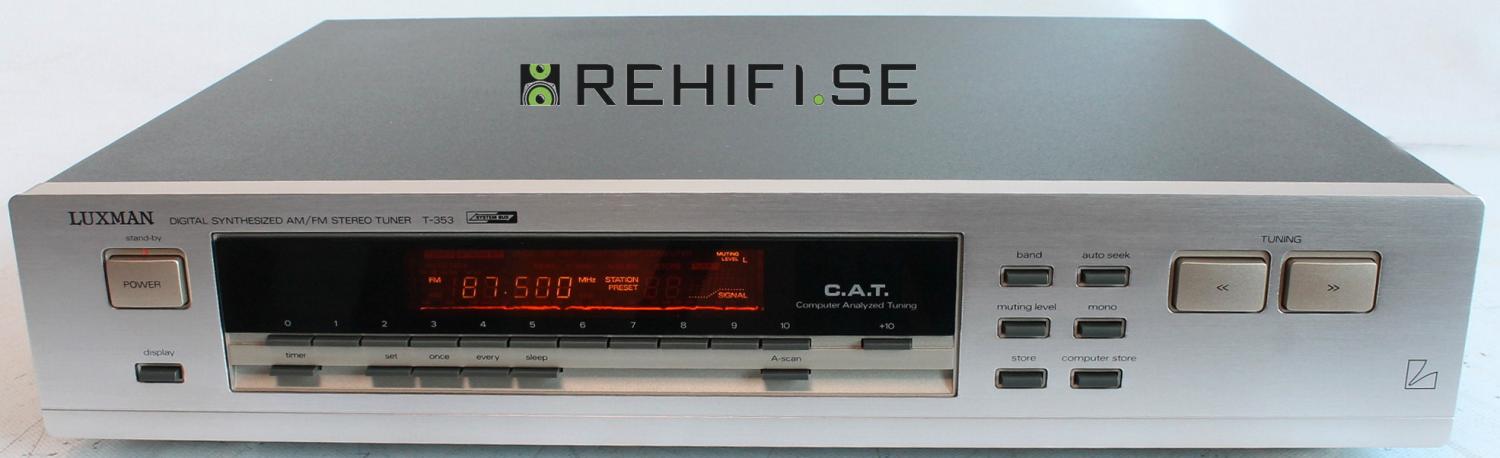 REHIFI.SE
LUXMAN DIGITAL SYNTHESIZED AM/FM STEREO TUNER T-353 SYSTEM BUS
stand-by
POWER
display
MUTING
LEVEL L
FM 87.500 MHz STATION
PRESET
SIGNAL
C.A.T.
Computer Analyzed Tuning
0 1 2 3 4 5 6 7 8 9 10 +10
timer set once every sleep A-scan
band auto seek
muting level mono
store computer store
TUNING
<< >>